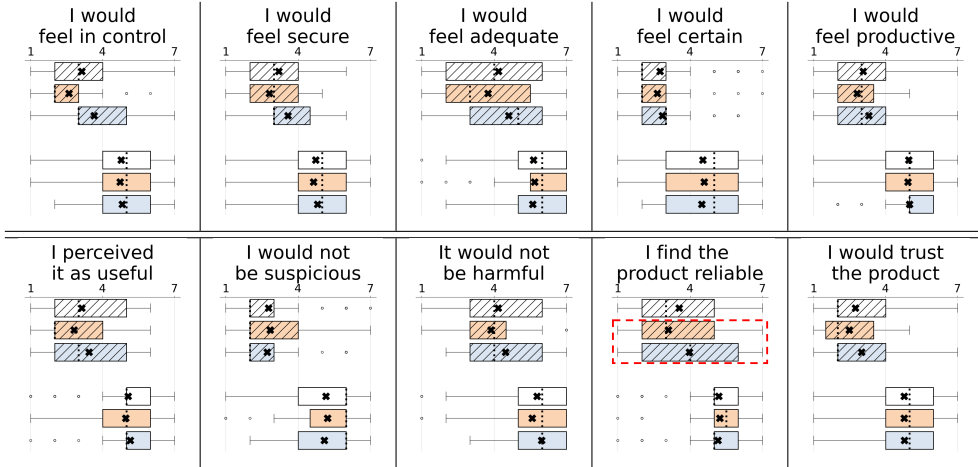 I would
feel in control
I would
feel secure
I would
feel adequate
I would
feel certain
I would
feel productive
1 4 7
1 4 7
1 4 7
1 4 7
1 4 7
I perceived
it as useful
I would not
be suspicious
It would not
be harmful
I find the
product reliable
I would trust
the product
1 4 7
1 4 7
1 4 7
1 4 7
1 4 7